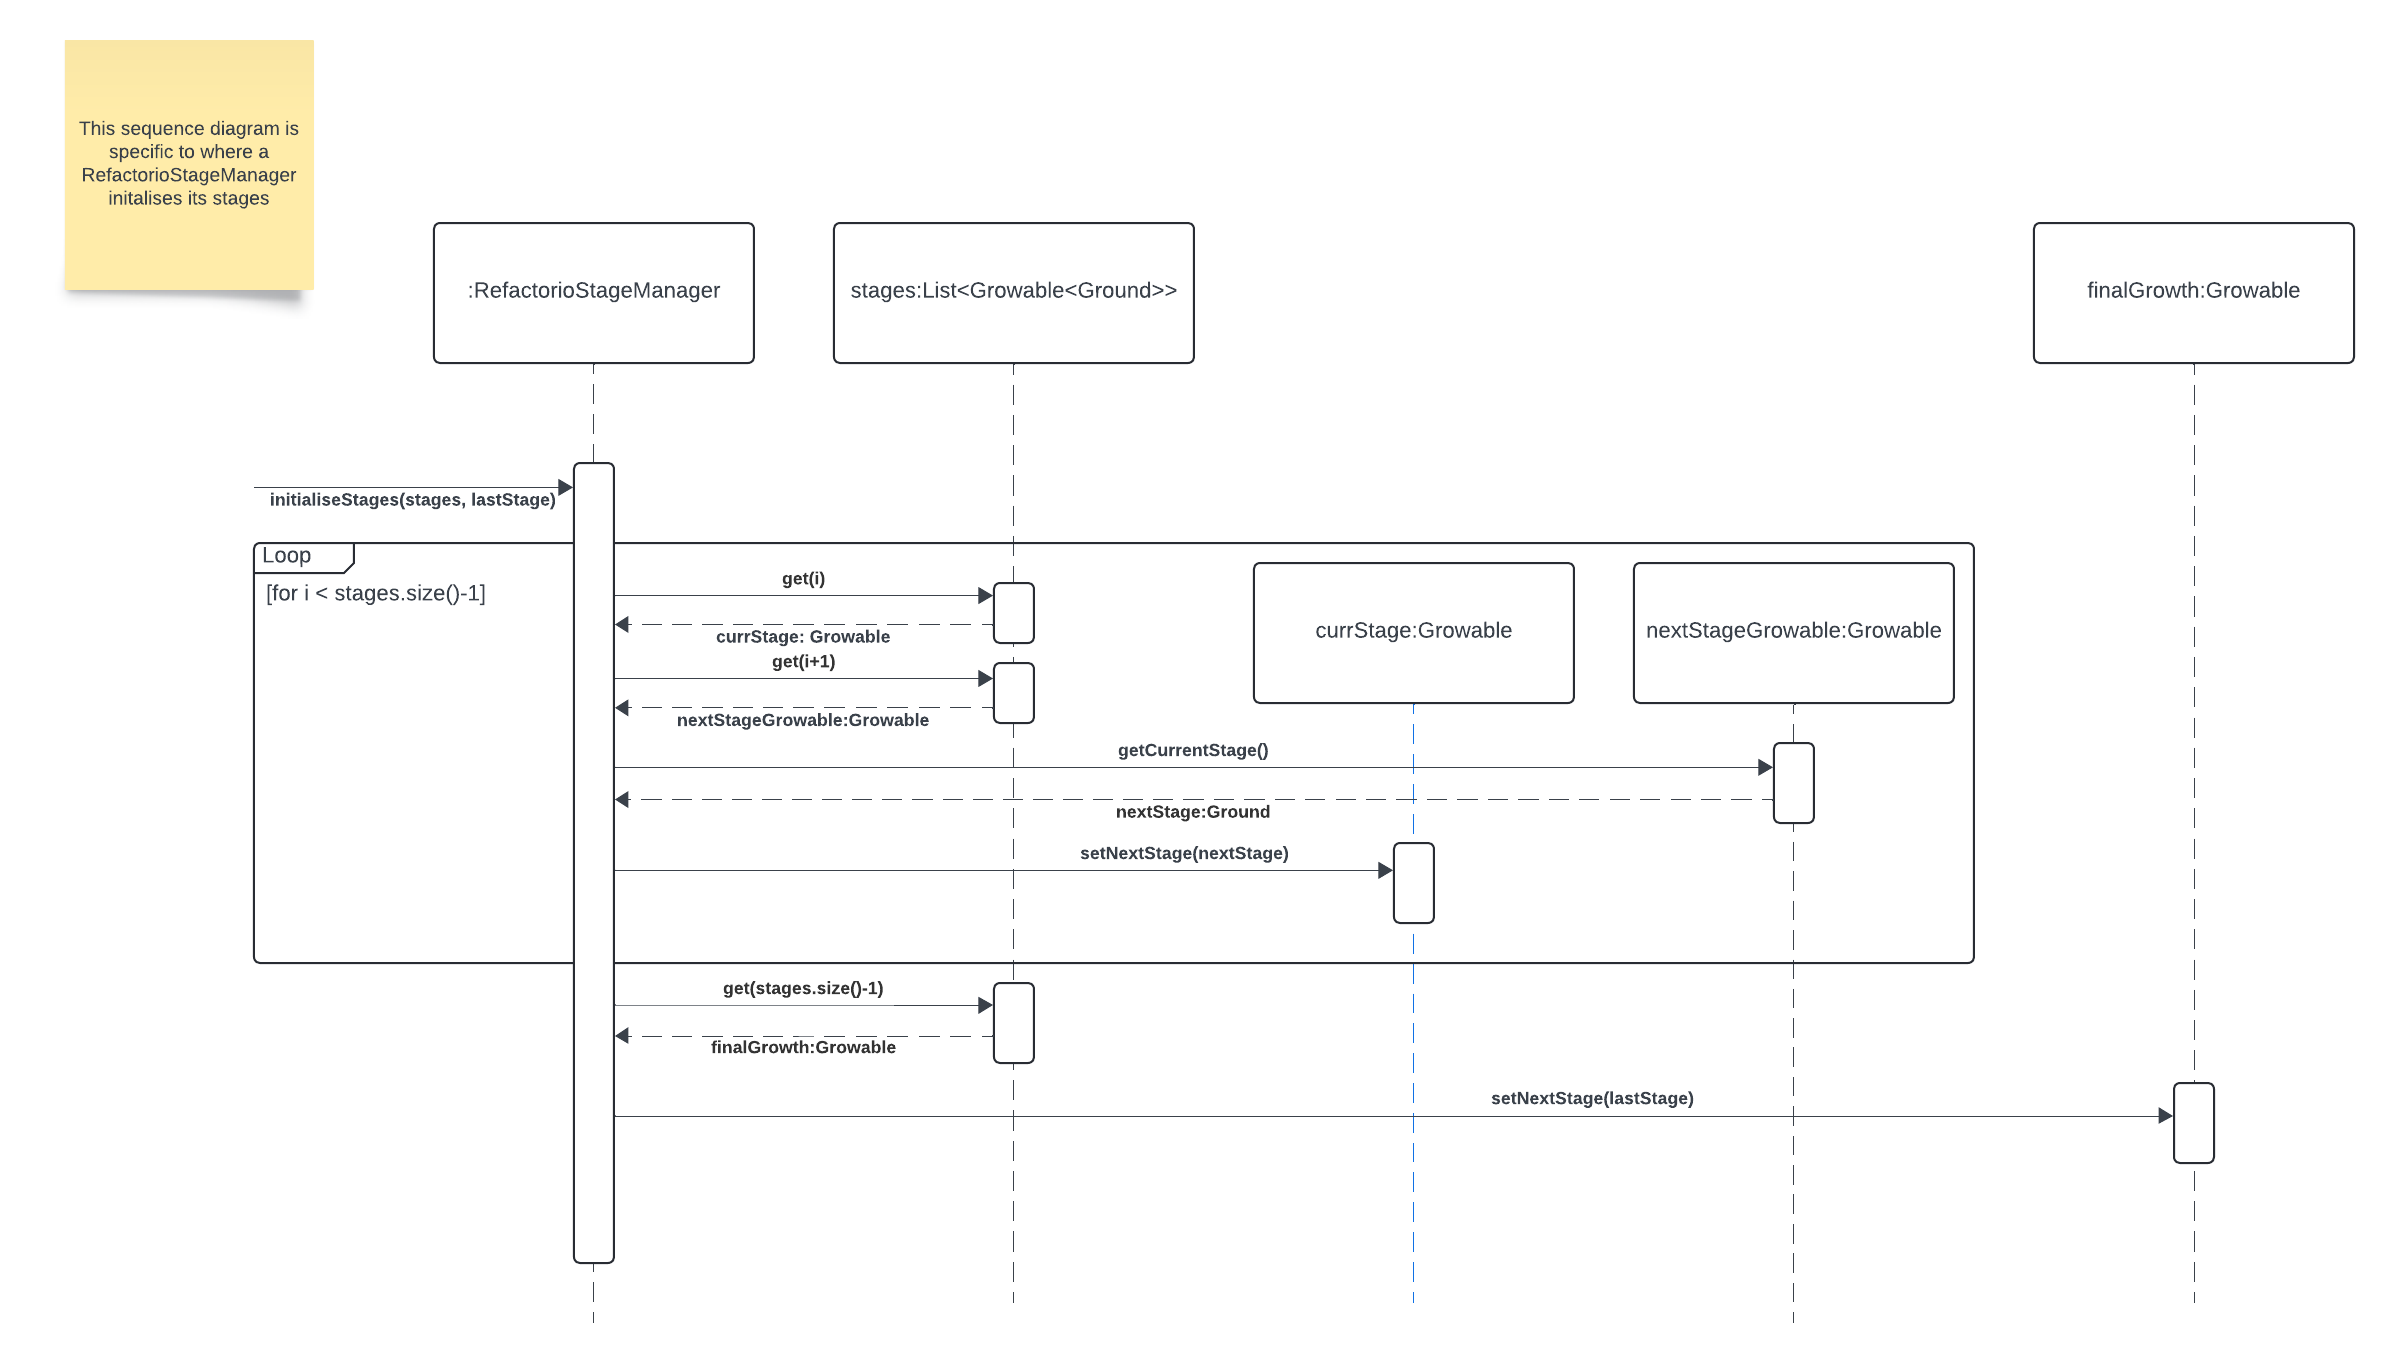 This sequence diagram is
specific to where a
RefactorioStageManager
initalises its stages
:RefactorioStageManager
stages:List<Growable<Ground>>
finalGrowth:Growable
initialiseStages(stages, lastStage)
Loop
[for i < stages.size()-1]
get(i)
currStage: Growable
get(i+1)
nextStageGrowable:Growable
currStage:Growable
nextStageGrowable:Growable
getCurrentStage()
nextStage:Ground
setNextStage(nextStage)
get(stages.size()-1)
finalGrowth:Growable
setNextStage(lastStage)